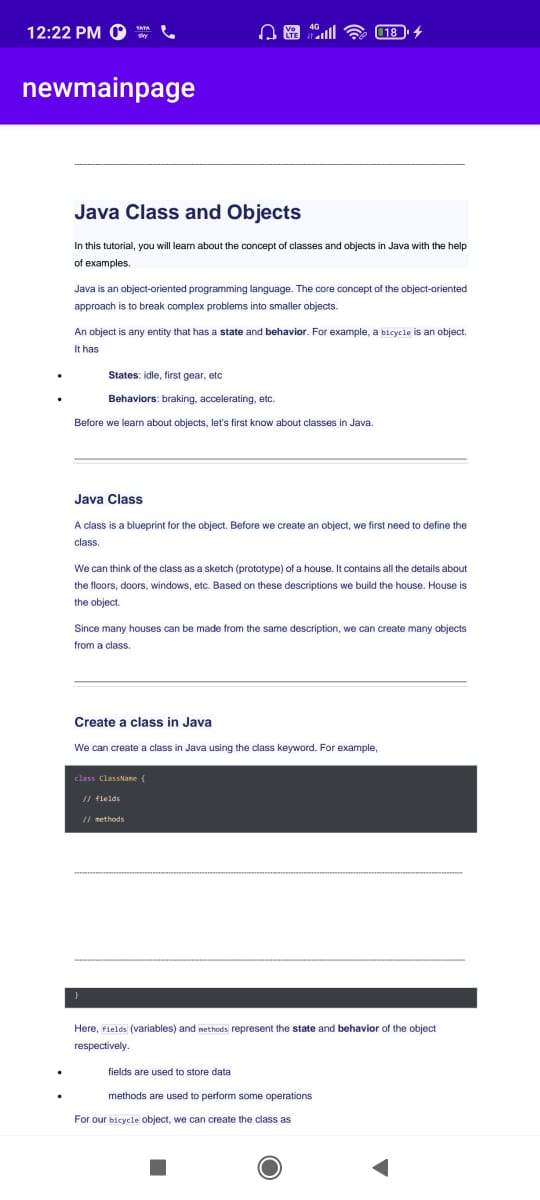 12:22 PM
TATA
sky
Vo
LTE
4G
18
newmainpage
Java Class and Objects
In this tutorial, you will learn about the concept of classes and objects in Java with the help
of examples.
Java is an object-oriented programming language. The core concept of the object-oriented
approach is to break complex problems into smaller objects.
An object is any entity that has a state and behavior. For example, a bicycle is an object.
It has
• States: idle, first gear, etc
• Behaviors: braking, accelerating, etc.
Before we learn about objects, let's first know about classes in Java.
Java Class
A class is a blueprint for the object. Before we create an object, we first need to define the
class.
We can think of the class as a sketch (prototype) of a house. It contains all the details about
the floors, doors, windows, etc. Based on these descriptions we build the house. House is
the object.
Since many houses can be made from the same description, we can create many objects
from a class.
Create a class in Java
We can create a class in Java using the class keyword. For example,
class ClassName {
// fields
// methods
}
Here, fields (variables) and methods represent the state and behavior of the object
respectively.
• fields are used to store data
• methods are used to perform some operations
For our bicycle object, we can create the class as